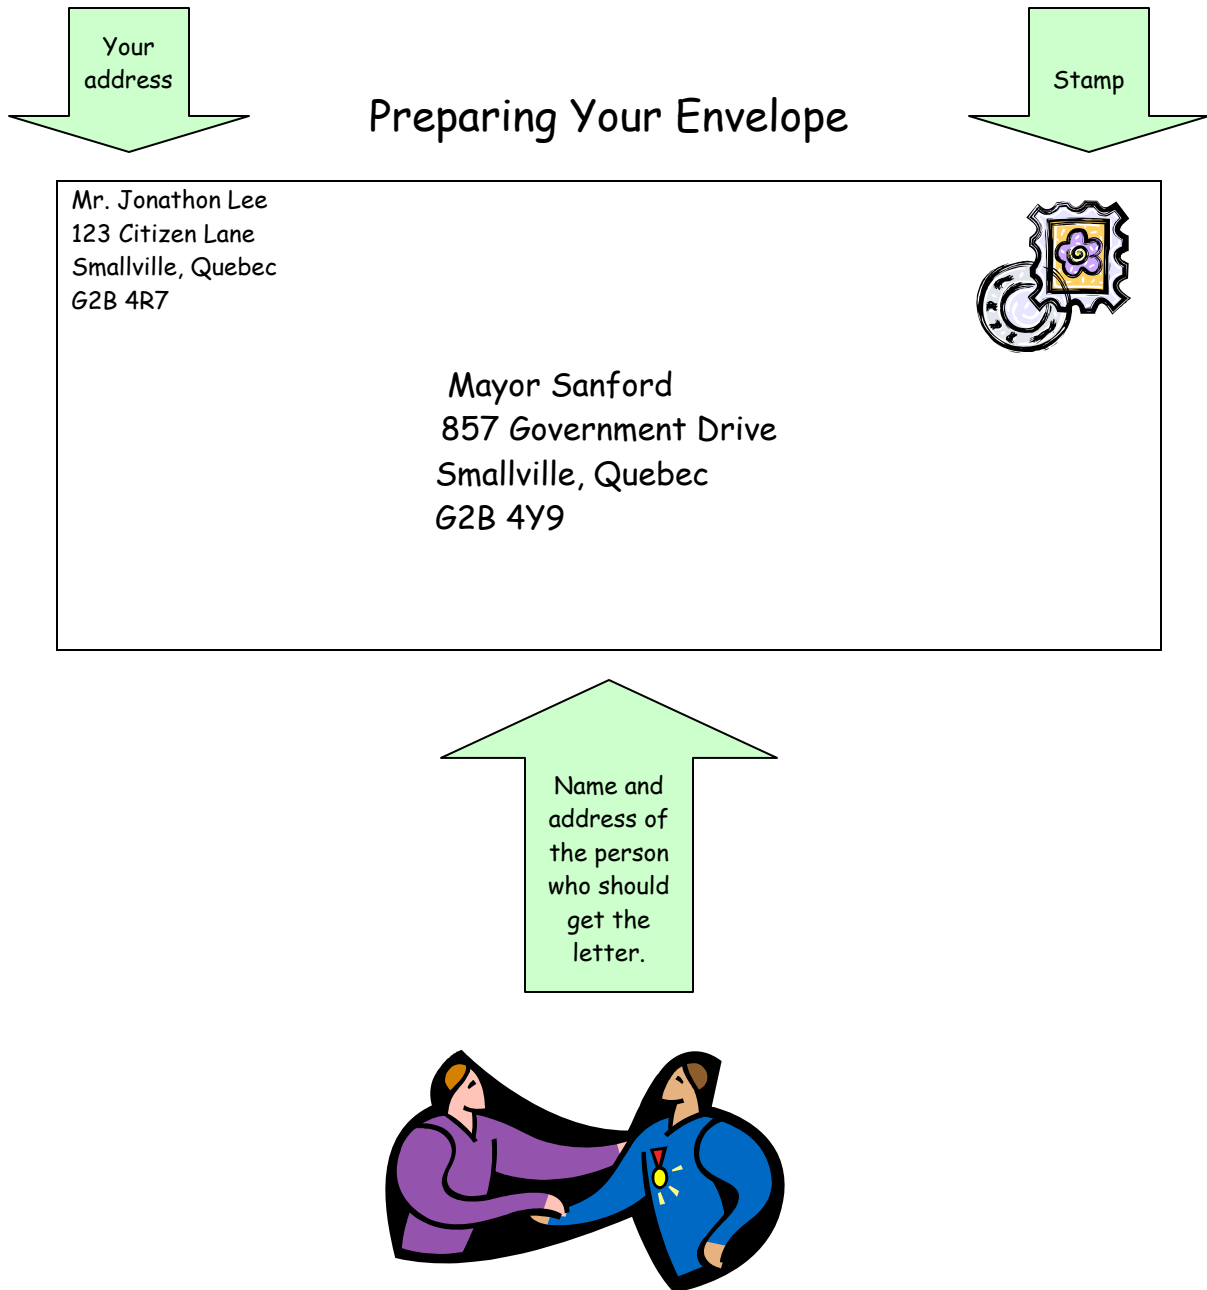 Your
address
Stamp
Preparing Your Envelope
Mr. Jonathon Lee
123 Citizen Lane
Smallville, Quebec
G2B 4R7
Mayor Sanford
857 Government Drive
Smallville, Quebec
G2B 4Y9
Name and
address of
the person
who should
get the
letter.